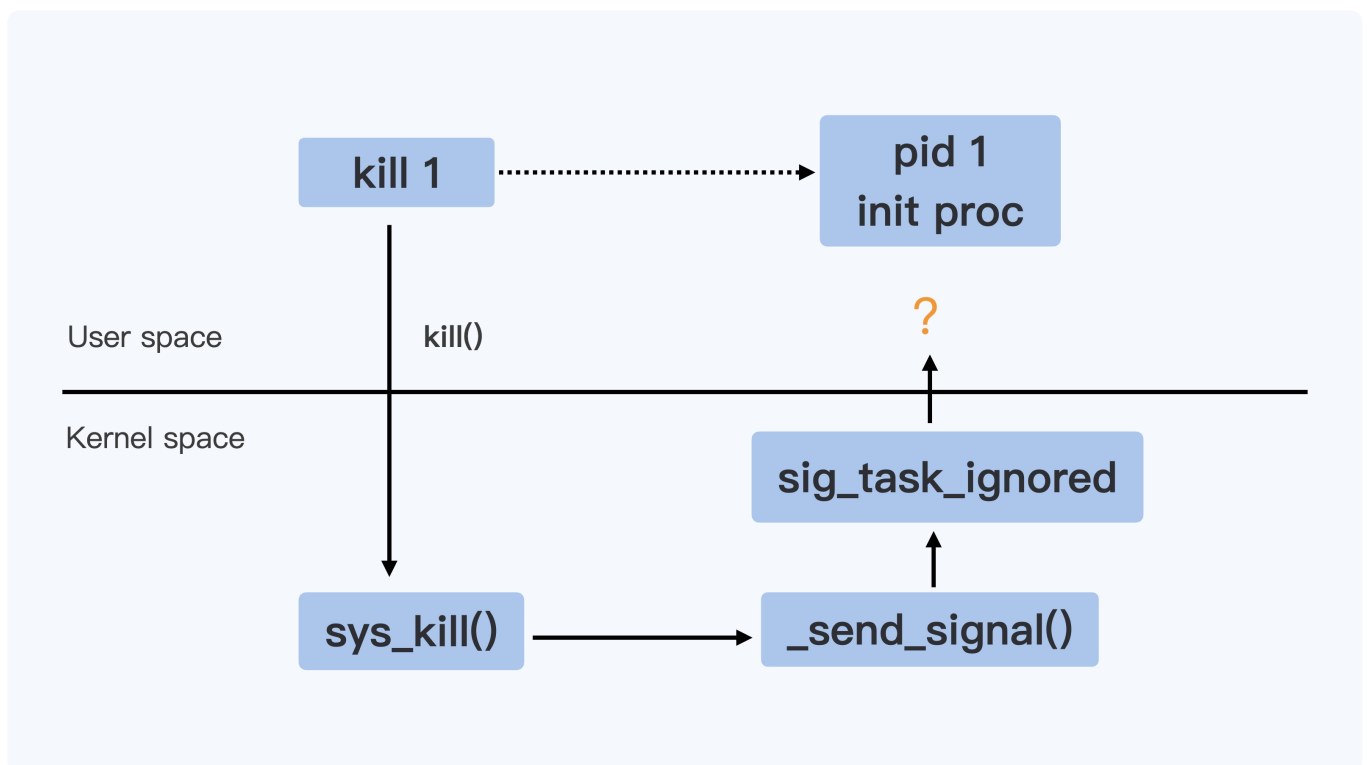 kill 1
pid 1
init proc
?
User space
kill()
Kernel space
sig_task_ignored
sys_kill()
_send_signal()